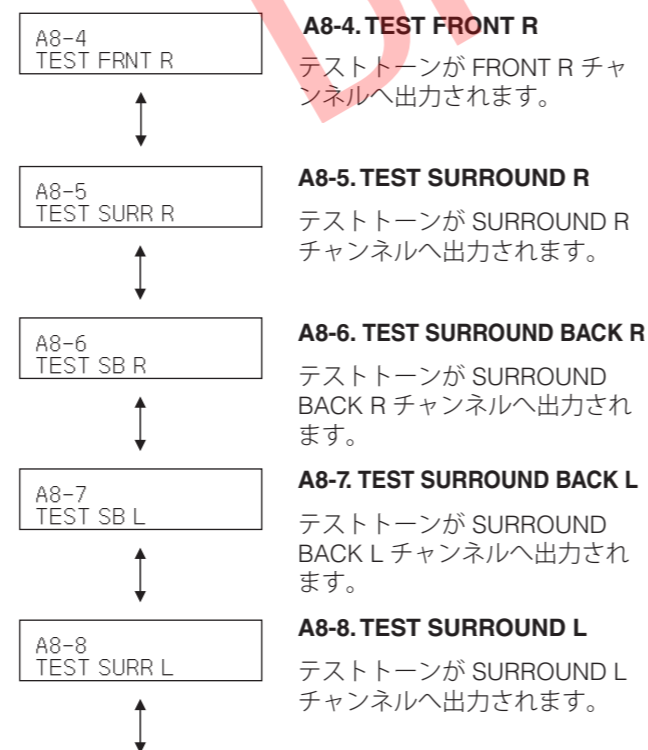 A8-4
TEST FRNT R
A8-4. TEST FRONT R
テストトーンが FRONT R チャ
ンネルへ出力されます。
A8-5
TEST SURR R
A8-5. TEST SURROUND R
テストトーンが SURROUND R
チャンネルへ出力されます。
A8-6
TEST SB R
A8-6. TEST SURROUND BACK R
テストトーンが SURROUND
BACK R チャンネルへ出力され
ます。
A8-7
TEST SB L
A8-7. TEST SURROUND BACK L
テストトーンが SURROUND
BACK L チャンネルへ出力され
ます。
A8-8
TEST SURR L
A8-8. TEST SURROUND L
テストトーンが SURROUND L
チャンネルへ出力されます。